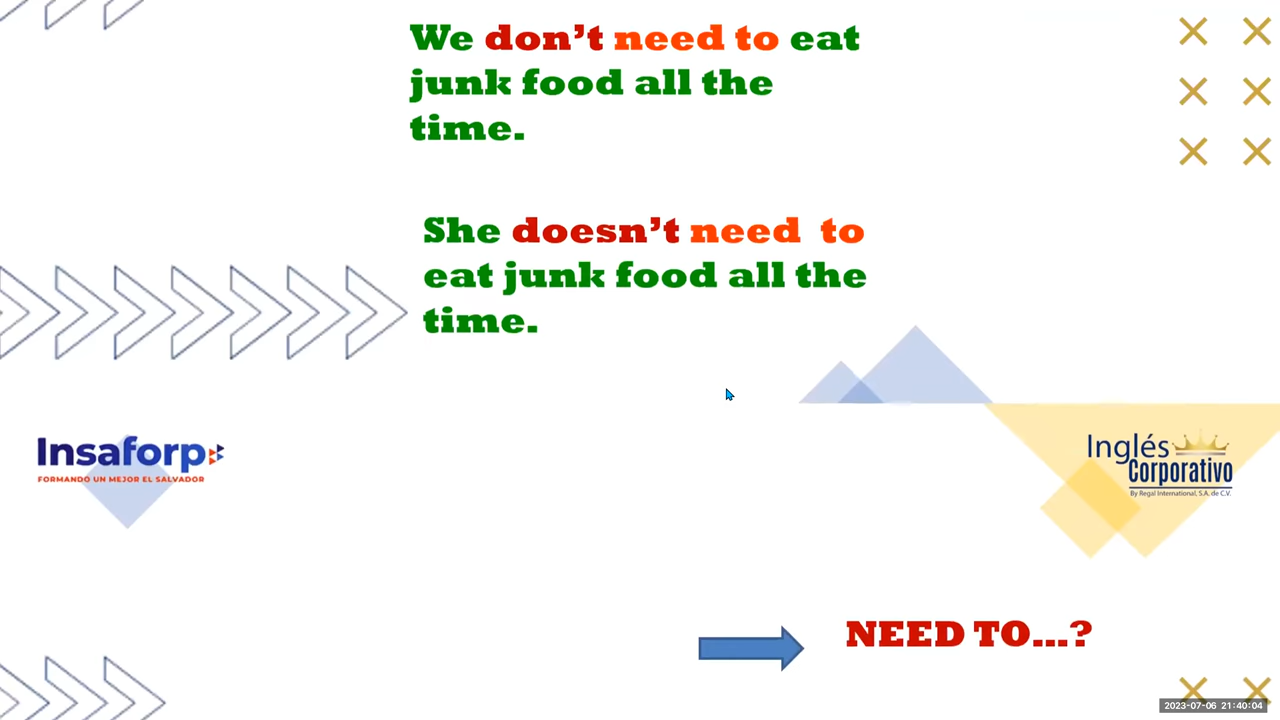 We don’t need to eat
junk food all the
time.
She doesn’t need to
eat junk food all the
time.
Insaforp
FORMANDO UN MEJOR EL SALVADOR
Inglés
Corporativo
By Regal International, S.A. de C.V.
NEED TO...?
2023-07-06 21:40:04